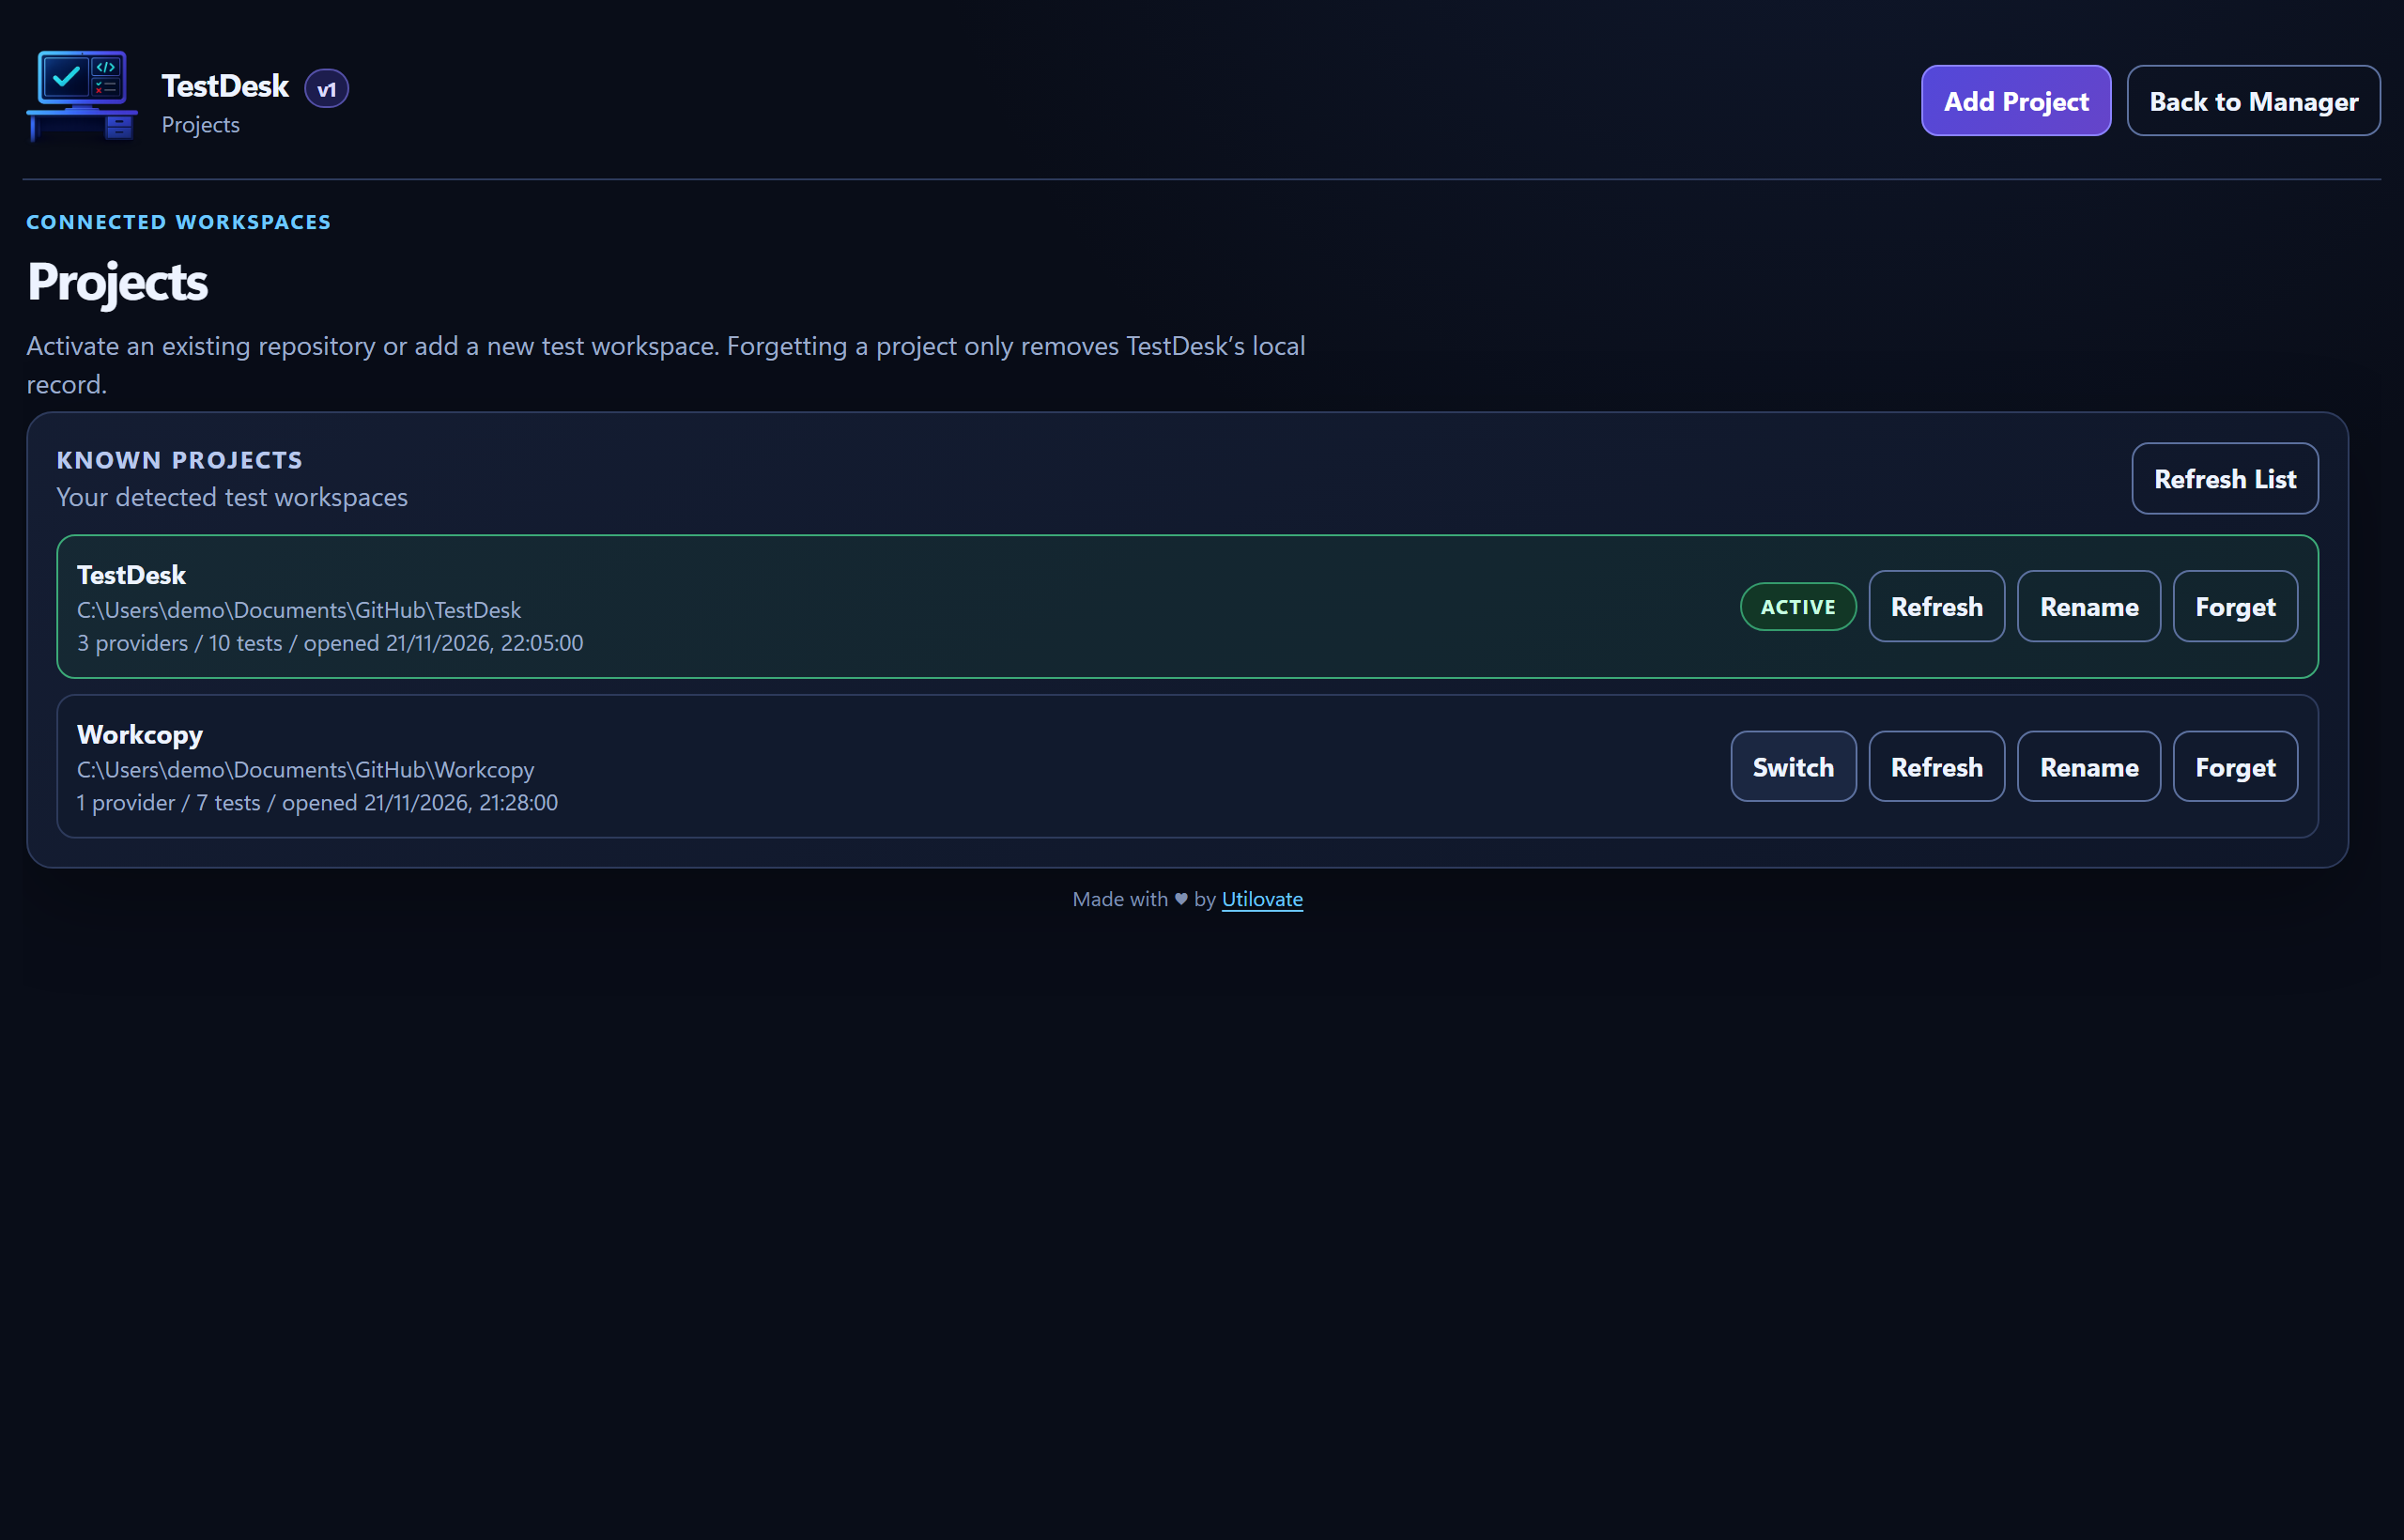 TestDesk v1
Projects
Add Project
Back to Manager
CONNECTED WORKSPACES
Projects
Activate an existing repository or add a new test workspace. Forgetting a project only removes TestDesk’s local
record.
KNOWN PROJECTS
Your detected test workspaces
Refresh List
TestDesk
C:\Users\demo\Documents\GitHub\TestDesk
3 providers / 10 tests / opened 21/11/2026, 22:05:00
ACTIVE
Refresh
Rename
Forget
Workcopy
C:\Users\demo\Documents\GitHub\Workcopy
1 provider / 7 tests / opened 21/11/2026, 21:28:00
Switch
Refresh
Rename
Forget
Made with ♥ by Utilovate